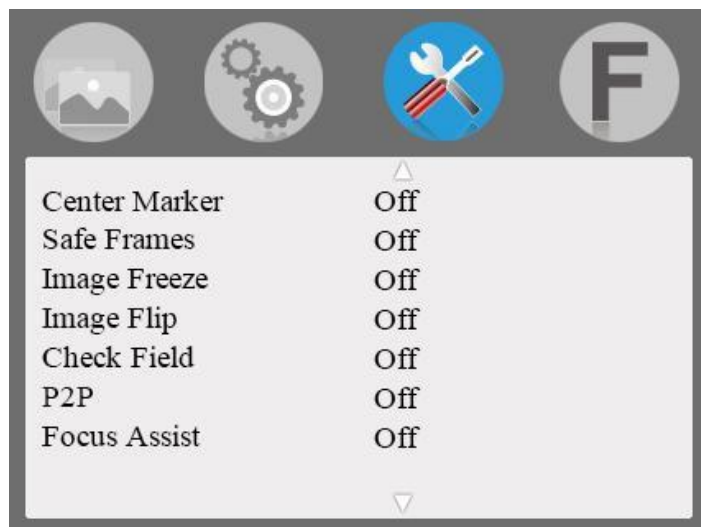 F
Center Marker Off
Safe Frames Off
Image Freeze Off
Image Flip Off
Check Field Off
P2P Off
Focus Assist Off